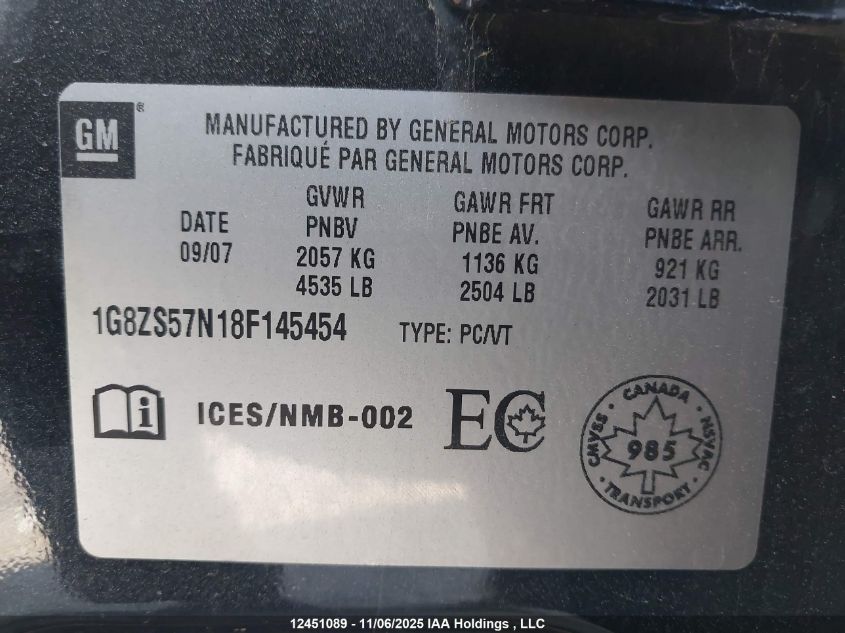 GM ®
MANUFACTURED BY GENERAL MOTORS CORP.
FABRIQUÉ PAR GENERAL MOTORS CORP.
DATE
09/07
GVWR
PNBV
2057 KG
4535 LB
GAWR FRT
PNBE AV.
1136 KG
2504 LB
GAWR RR
PNBE ARR.
921 KG
2031 LB
1G8ZS57N18F145454 TYPE: PC/VT
i ICES/NMB-002 EC
CANADA
CMVSS 985 NSVAC
TRANSPORT
12451089 - 11/06/2025 IAA Holdings , LLC